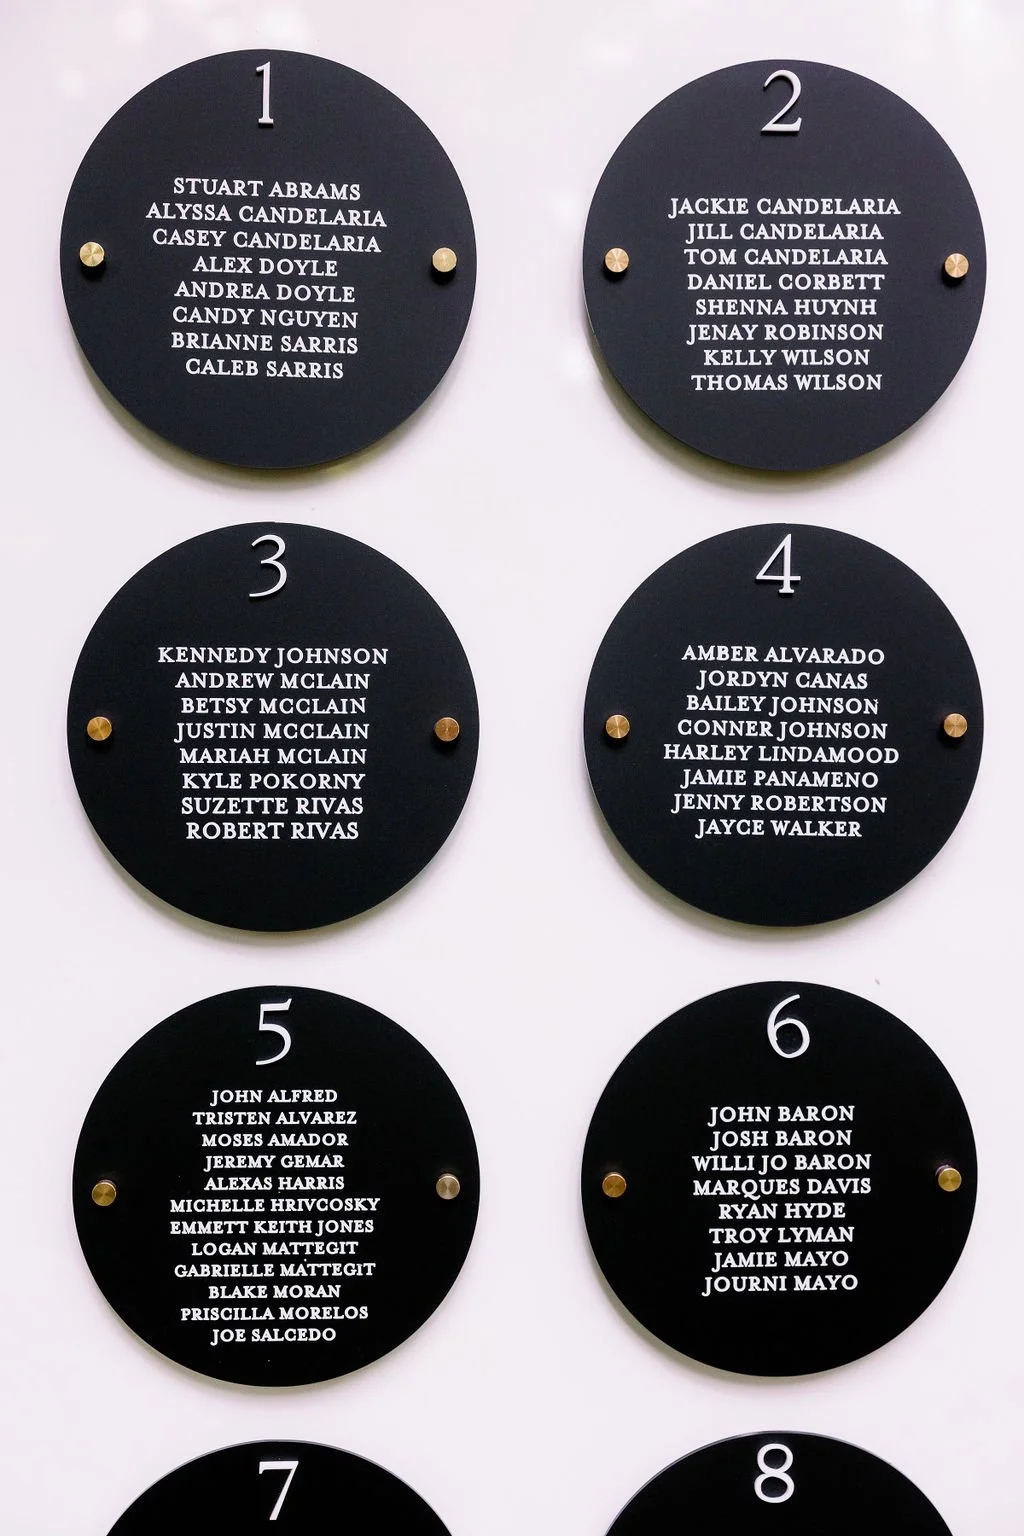 1
STUART ABRAMS
ALYSSA CANDELARIA
CASEY CANDELARIA
ALEX DOYLE
ANDREA DOYLE
CANDY NGUYEN
BRIANNE SARRIS
CALEB SARRIS
2
JACKIE CANDELARIA
JILL CANDELARIA
TOM CANDELARIA
DANIEL CORBETT
SHENNA HUYNH
JENAY ROBINSON
KELLY WILSON
THOMAS WILSON
3
KENNEDY JOHNSON
ANDREW MCLAIN
BETSY MCCLAIN
JUSTIN MCCLAIN
MARIAH MCLAIN
KYLE POKORNY
SUZETTE RIVAS
ROBERT RIVAS
4
AMBER ALVARADO
JORDYN CANAS
BAILEY JOHNSON
CONNER JOHNSON
HARLEY LINDAMOOD
JAMIE PANAMENO
JENNY ROBERTSON
JAYCE WALKER
5
JOHN ALFRED
TRISTEN ALVAREZ
MOSES AMADOR
JEREMY GEMAR
ALEXAS HARRIS
MICHELLE HRIVCOSKY
EMMETT KEITH JONES
LOGAN MATTEGIT
GABRIELLE MATTEGIT
BLAKE MORAN
PRISCILLA MORELOS
JOE SALCEDO
6
JOHN BARON
JOSH BARON
WILLI JO BARON
MARQUES DAVIS
RYAN HYDE
TROY LYMAN
JAMIE MAYO
JOURNI MAYO
7
8